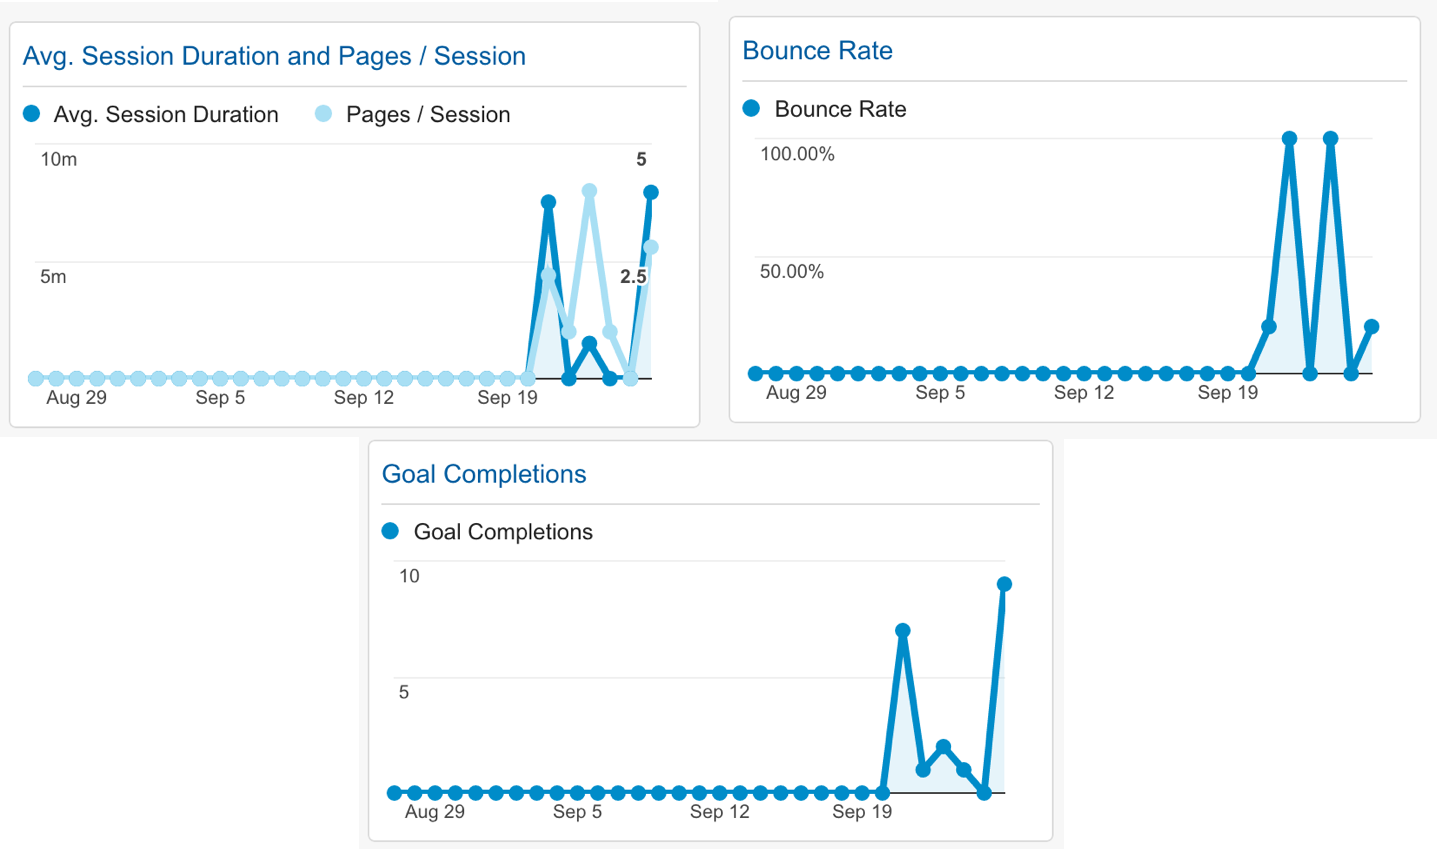 Avg. Session Duration and Pages / Session
Avg. Session Duration Pages / Session
10m 5
5m 2.5
Aug 29 Sep 5 Sep 12 Sep 19
Bounce Rate
Bounce Rate
100.00%
50.00%
Aug 29 Sep 5 Sep 12 Sep 19
Goal Completions
Goal Completions
10
5
Aug 29 Sep 5 Sep 12 Sep 19